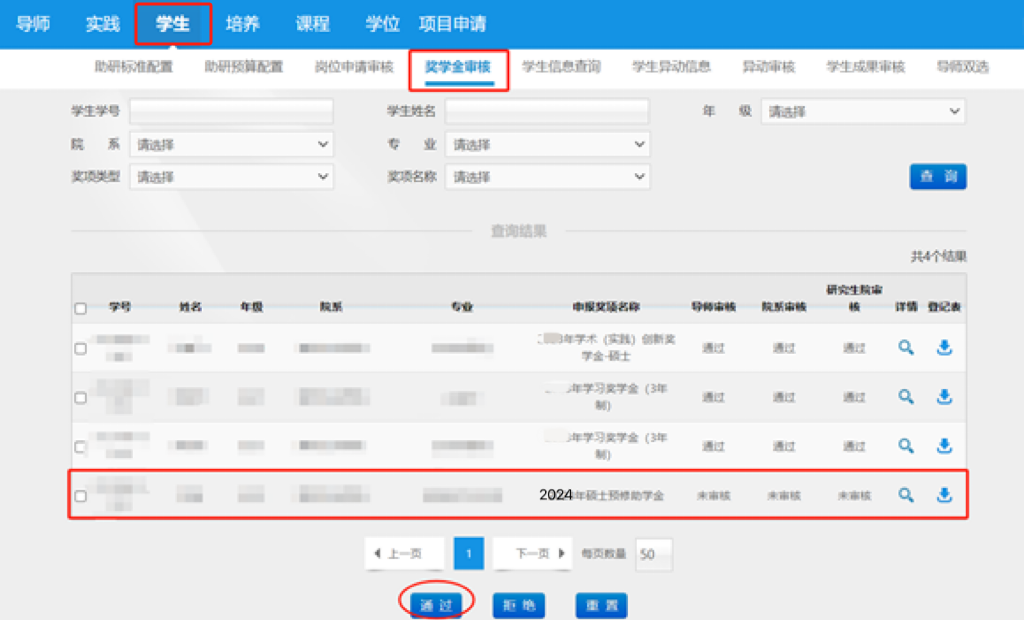 导师 实践 学生 培养 课程 学位 项目申请
助研标准配置 助研预算配置 岗位申请审核 奖学金审核 学生信息查询 学生异动信息 异动审核 学生成果审核 导师双选
学生学号 学生姓名 年 级 请选择
院 系 请选择 专 业 请选择
奖项类型 请选择 奖项名称 请选择 查 询
查询结果
共4个结果
学号 姓名 年级 院系 专业 申报奖项名称 导师审核 院系审核 研究生院审核 详情 登记表
年学术（实践）创新奖
学金-硕士 通过 通过 通过
年学习奖学金（3年
制） 通过 通过 通过
年学习奖学金（3年
制） 通过 通过 通过
2024年硕士预修助学金 未审核 未审核 未审核
上一页 1 下一页 每页数量 50
通 过 拒 绝 重 置